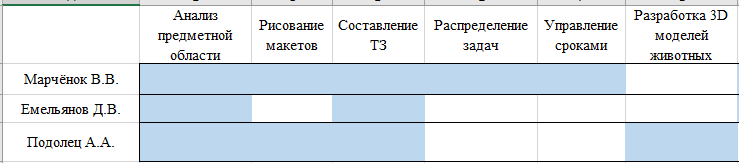 Анализ
предметной
области
Рисование
макетов
Составление
ТЗ
Распределение
задач
Управление
сроками
Разработка 3D
моделей
животных
Марчёнок В.В.
Емельянов Д.В.
Подолец А.А.